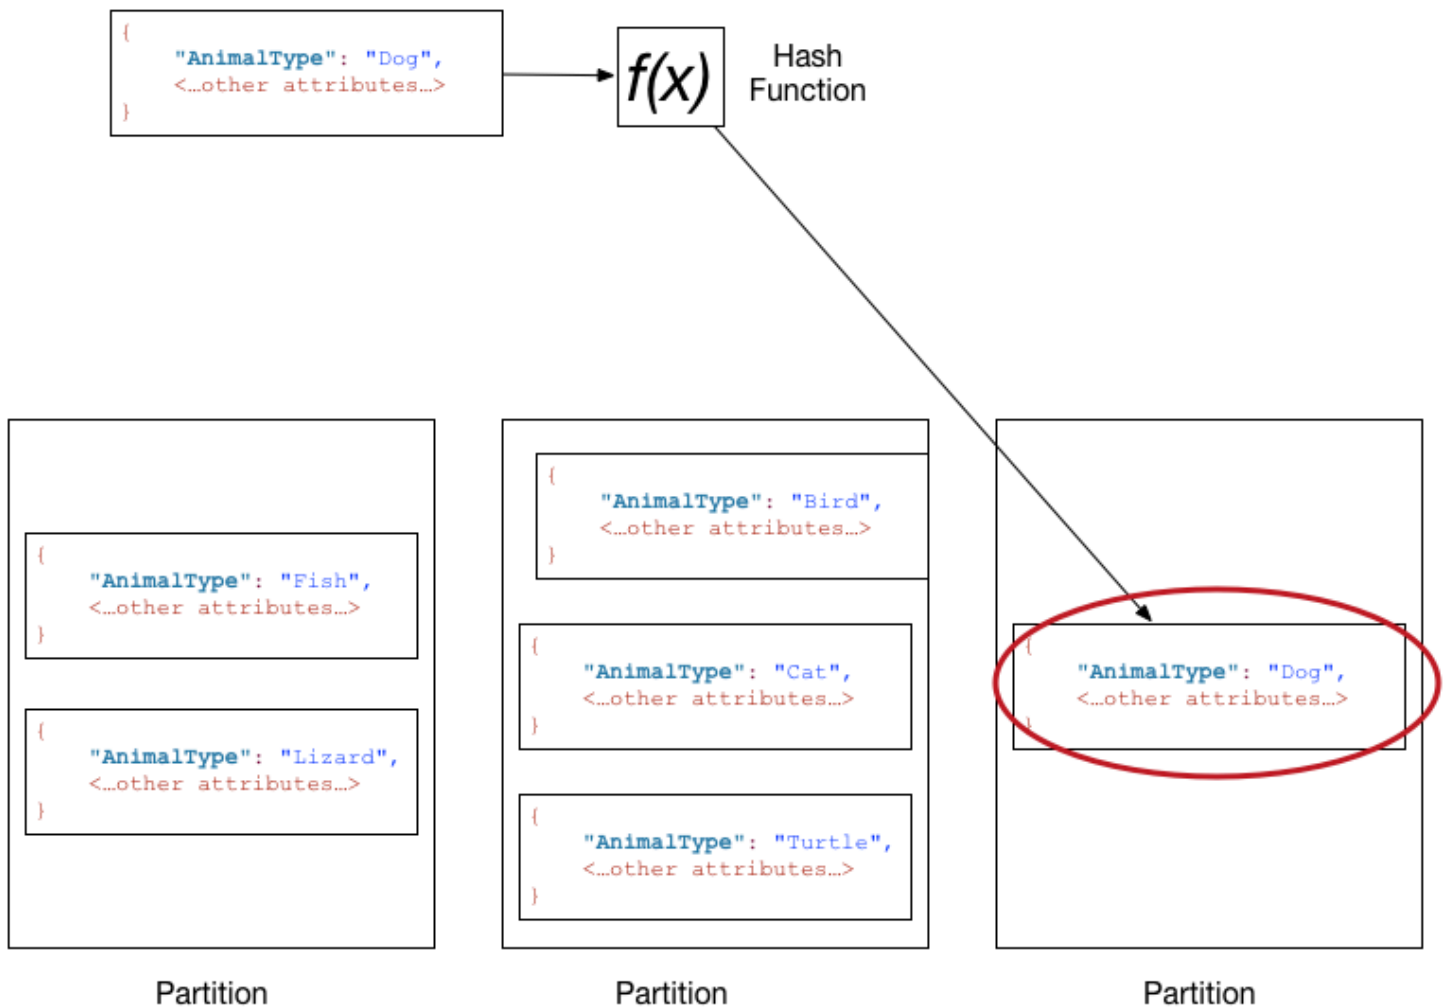 {
"AnimalType": "Dog",
<…other attributes…>
}
f(x)
Hash
Function
{
"AnimalType": "Fish",
<…other attributes…>
}
{
"AnimalType": "Lizard",
<…other attributes…>
}
Partition
{
"AnimalType": "Bird",
<…other attributes…>
}
{
"AnimalType": "Cat",
<…other attributes…>
}
{
"AnimalType": "Turtle",
<…other attributes…>
}
Partition
{
"AnimalType": "Dog",
<…other attributes…>
}
Partition